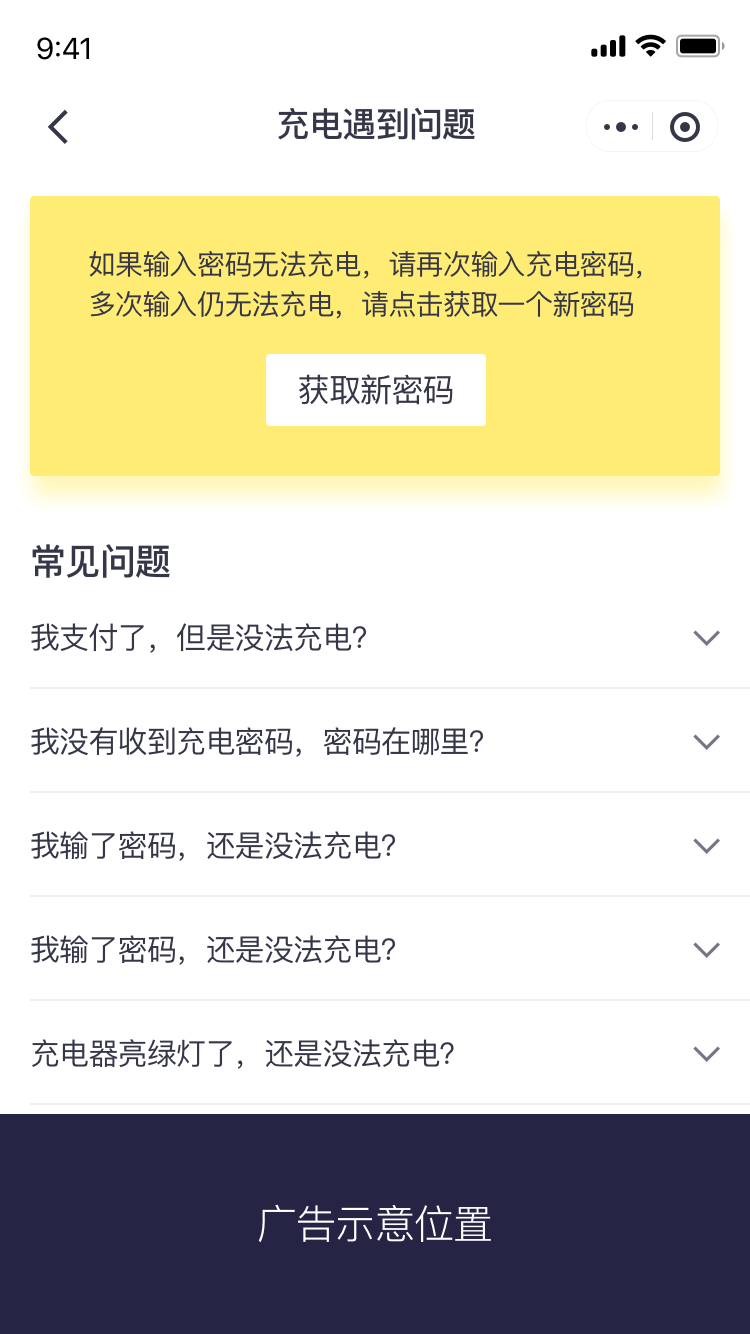 9:41
充电遇到问题
如果输入密码无法充电，请再次输入充电密码，
多次输入仍无法充电，请点击获取一个新密码
获取新密码
常见问题
我支付了，但是没法充电？
我没有收到充电密码，密码在哪里？
我输了密码，还是没法充电？
我输了密码，还是没法充电？
充电器亮绿灯了，还是没法充电？
广告示意位置